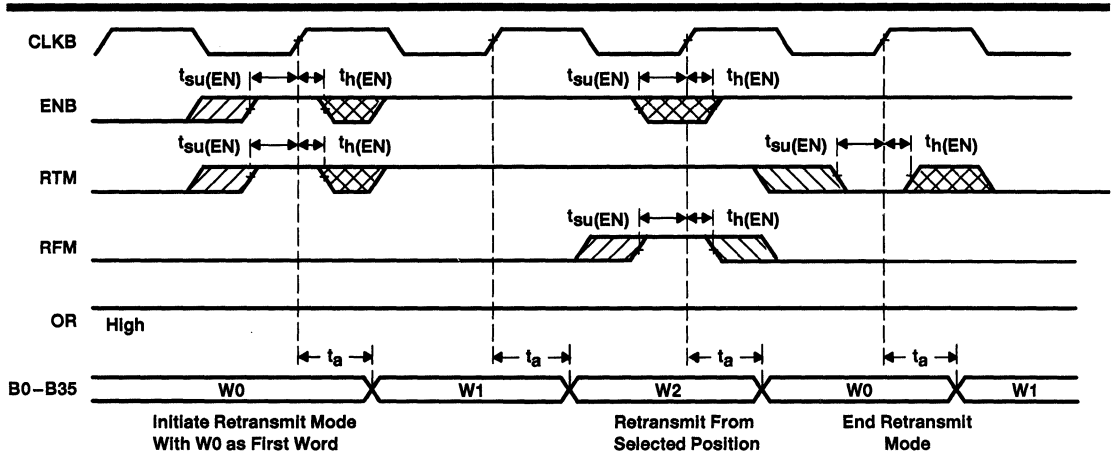 CLKB
tsu(EN) th(EN) tsu(EN) th(EN)
ENB
tsu(EN) th(EN) tsu(EN) th(EN)
RTM
tsu(EN) th(EN)
RFM
OR High
ta ta ta ta
B0–B35 W0 W1 W2 W0 W1
Initiate Retransmit Mode
With W0 as First Word
Retransmit From
Selected Position
End Retransmit
Mode